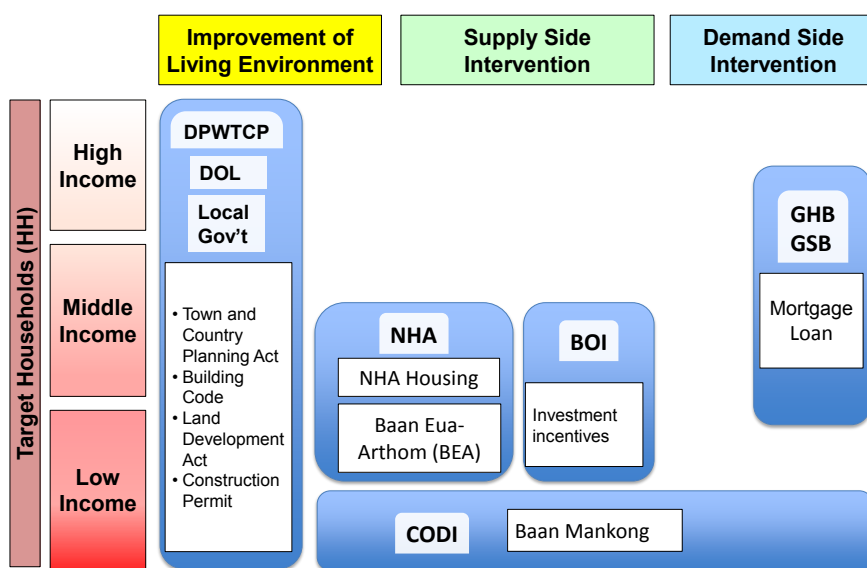 Improvement of
Living Environment
Supply Side
Intervention
Demand Side
Intervention
Target Households (HH)
High
Income
Middle
Income
Low
Income
DPWTCP
DOL
Local
Gov't
• Town and
Country
Planning Act
• Building
Code
• Land
Development
Act
• Construction
Permit
NHA
NHA Housing
Baan Eua-
Arthom (BEA)
BOI
Investment
incentives
GHB
GSB
Mortgage
Loan
CODI
Baan Mankong